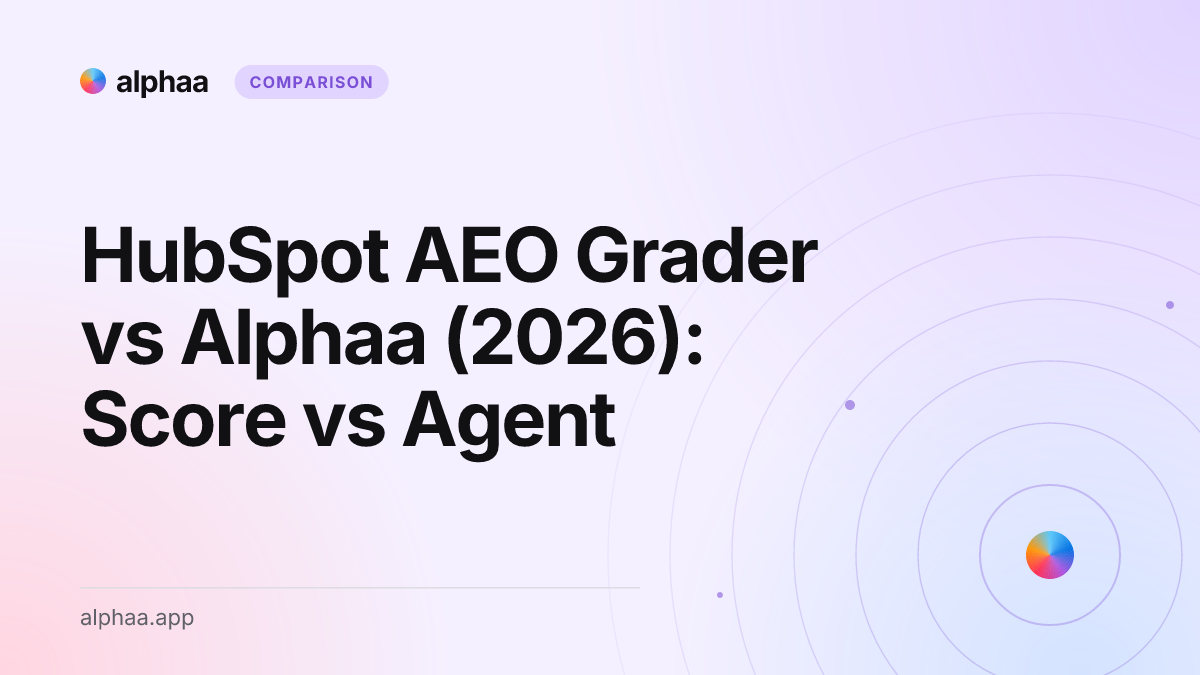 alphaa
COMPARISON
HubSpot AEO Grader
vs Alphaa (2026):
Score vs Agent
alphaa.app